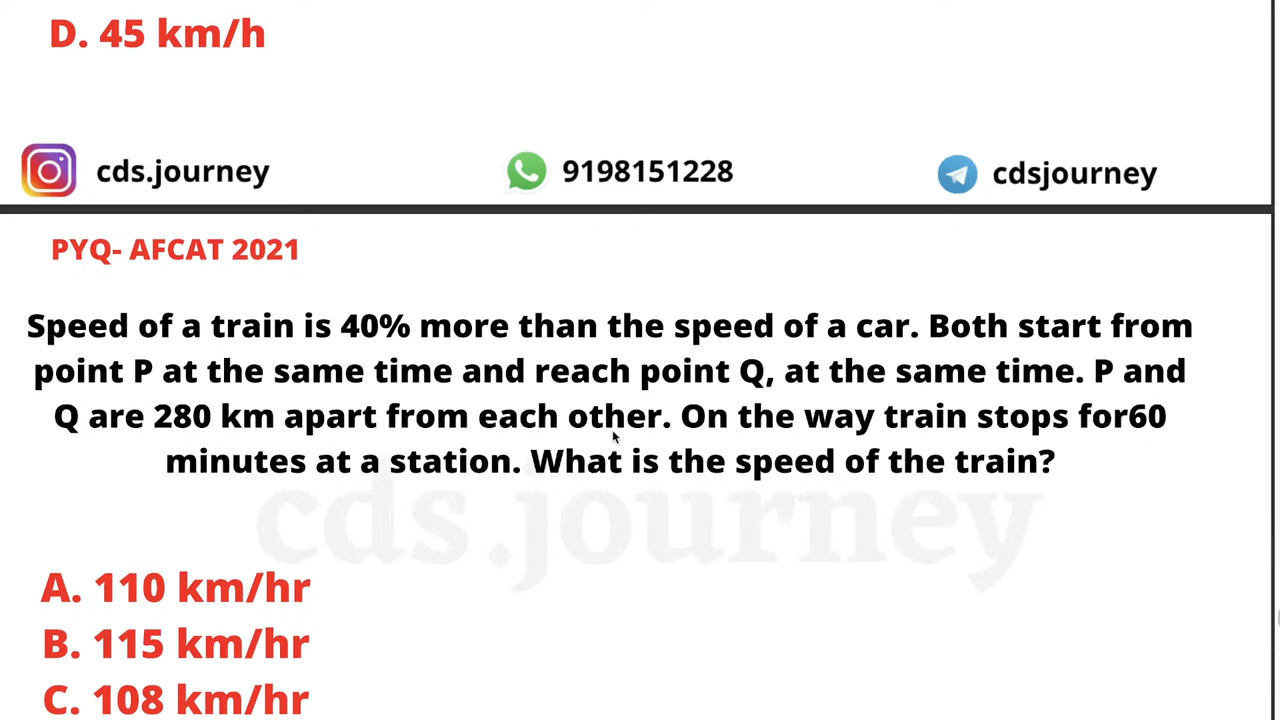 D. 45 km/h
cds.journey 9198151228 cdsjourney
PYQ- AFCAT 2021
Speed of a train is 40% more than the speed of a car. Both start from
point P at the same time and reach point Q, at the same time. P and
Q are 280 km apart from each other. On the way train stops for60
minutes at a station. What is the speed of the train?
cds.journey
A. 110 km/hr
B. 115 km/hr
C. 108 km/hr